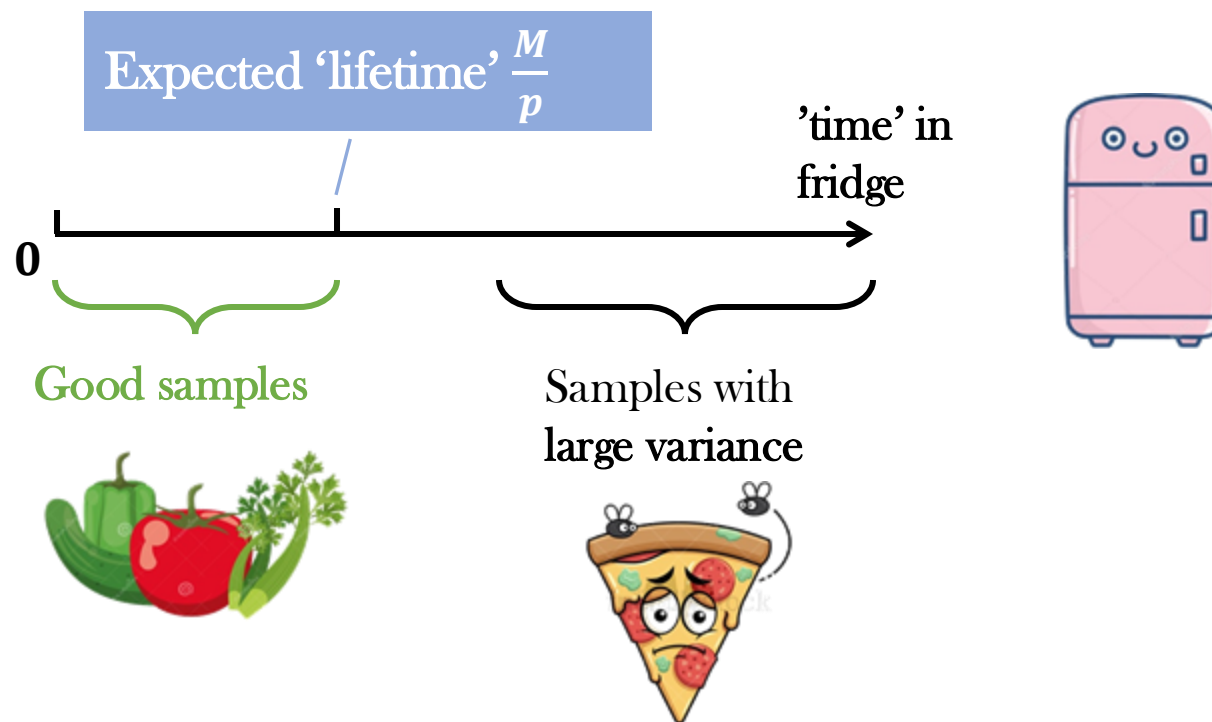 Expected ‘lifetime’ M/p
’time’ in
fridge
0
Good samples
Samples with
large variance